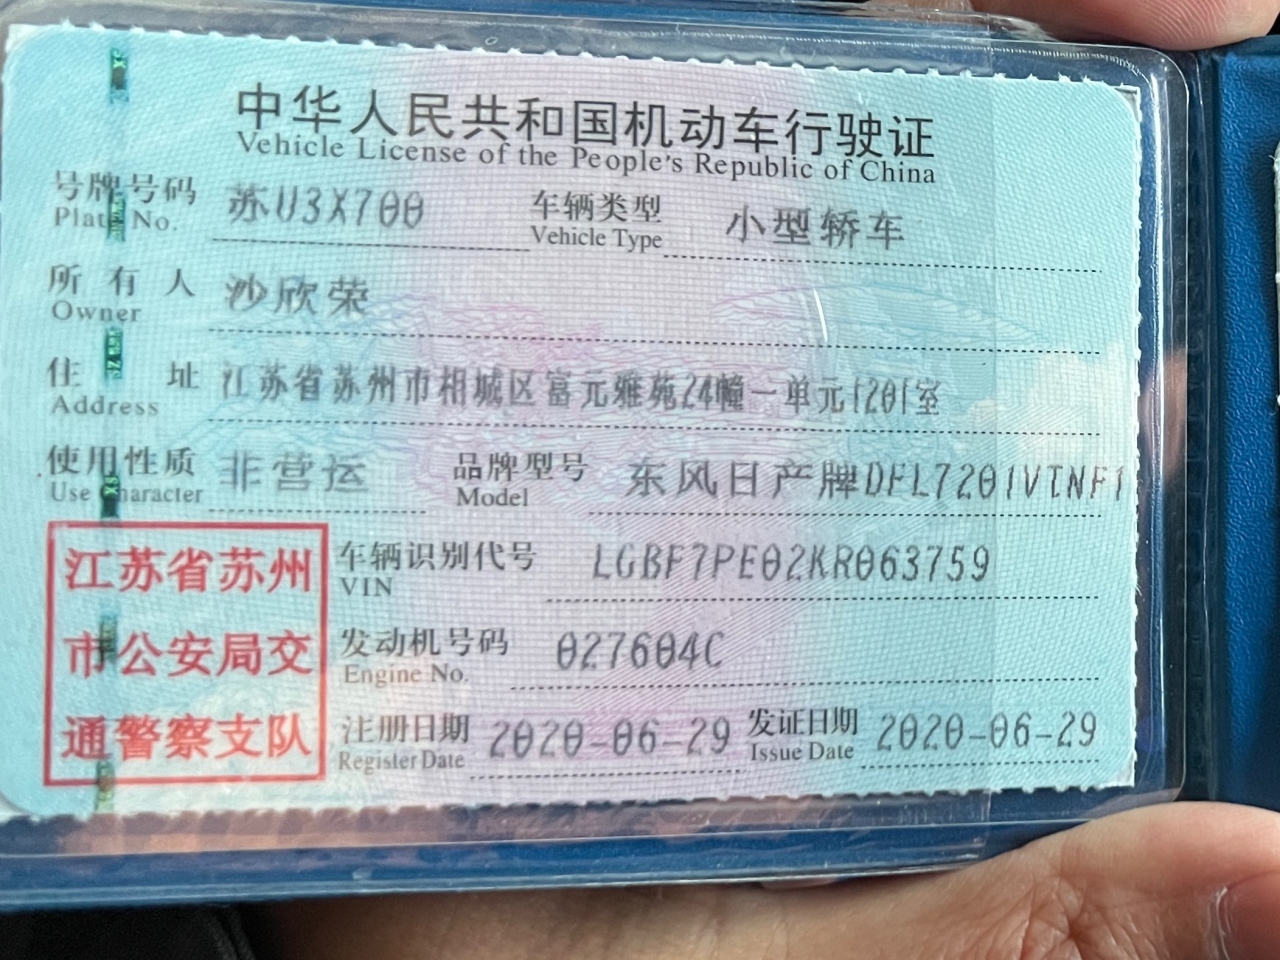 中华人民共和国机动车行驶证
Vehicle License of the People's Republic of China
号牌号码 苏U3X700 车辆类型 小型轿车
Plate No. Vehicle Type
所有人 沙欣荣
Owner
住址 江苏省苏州市相城区富元雅苑24幢一单元1201室
Address
使用性质 非营运 品牌型号 东风日产牌DFL7201VTNF1
Use Character Model
江苏省苏州
市公安局交
通警察支队
车辆识别代号 LGBF7PE02KR063759
VIN
发动机号码 027604C
Engine No.
注册日期 2020-06-29 发证日期 2020-06-29
Register Date Issue Date